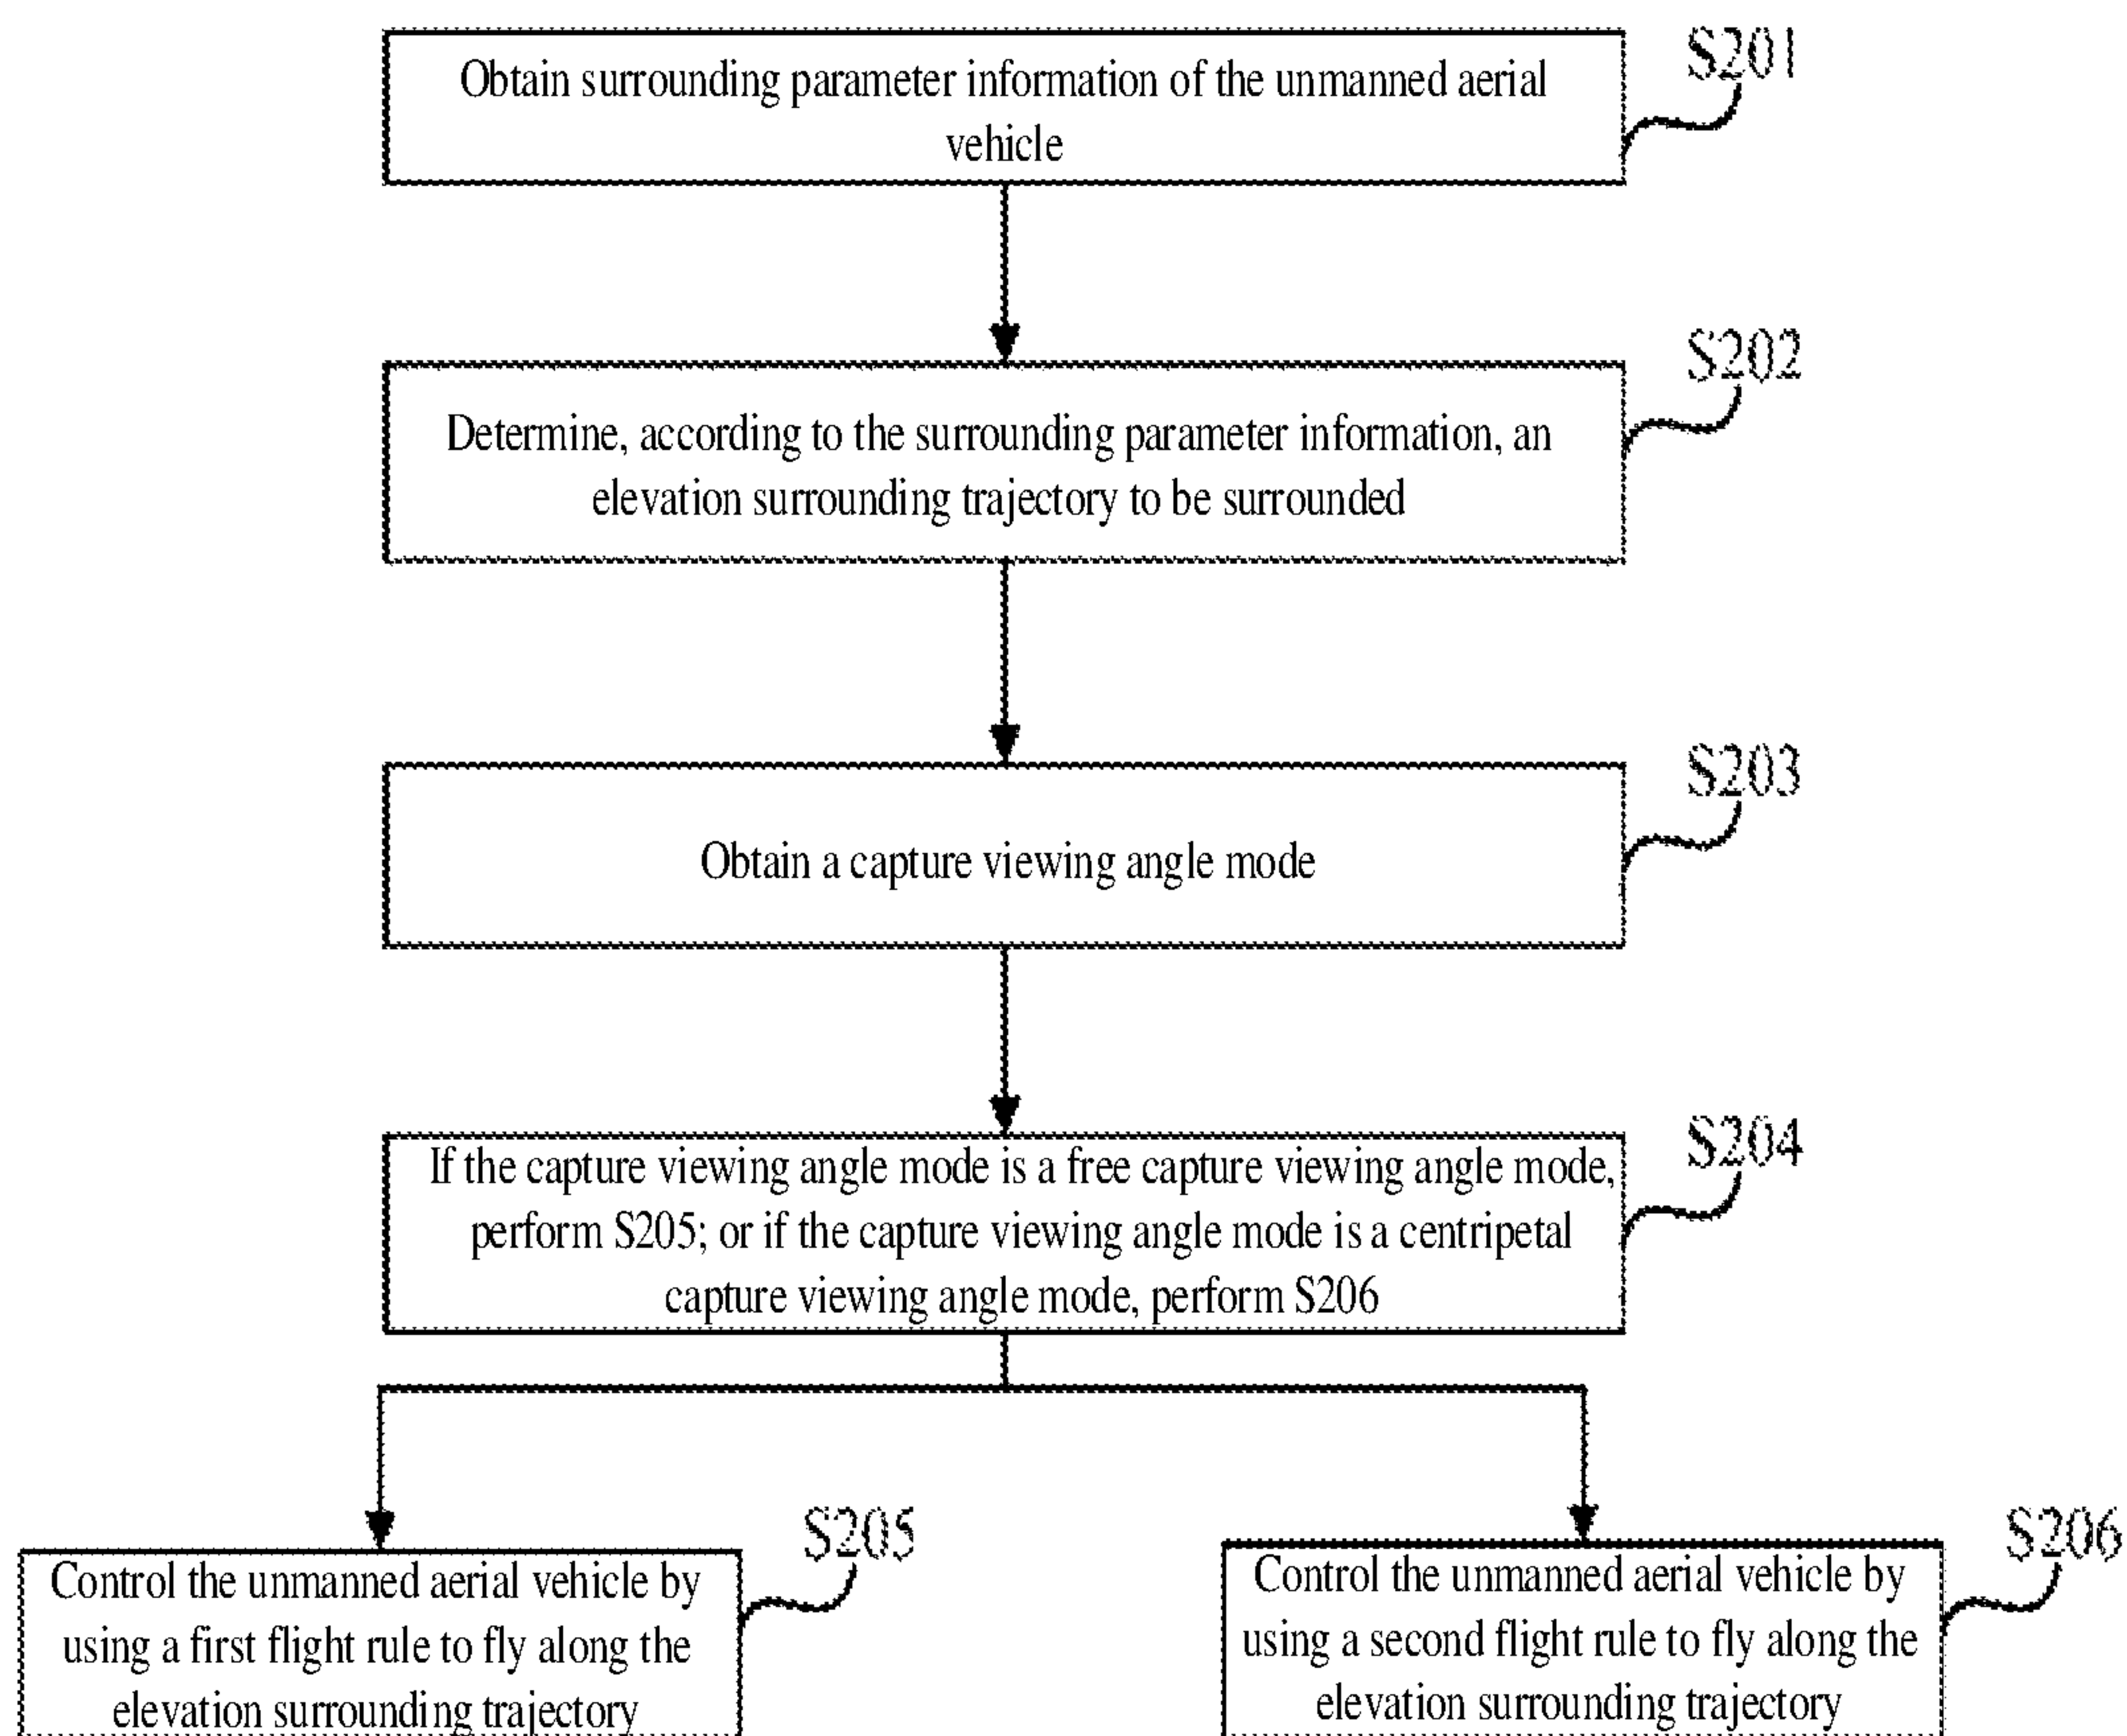 S201
Obtain surrounding parameter information of the unmanned aerial
vehicle
S202
Determine, according to the surrounding parameter information, an
elevation surrounding trajectory to be surrounded
S203
Obtain a capture viewing angle mode
S204
If the capture viewing angle mode is a free capture viewing angle mode,
perform S205; or if the capture viewing angle mode is a centripetal
capture viewing angle mode, perform S206
S205
Control the unmanned aerial vehicle by
using a first flight rule to fly along the
elevation surrounding trajectory
S206
Control the unmanned aerial vehicle by
using a second flight rule to fly along the
elevation surrounding trajectory